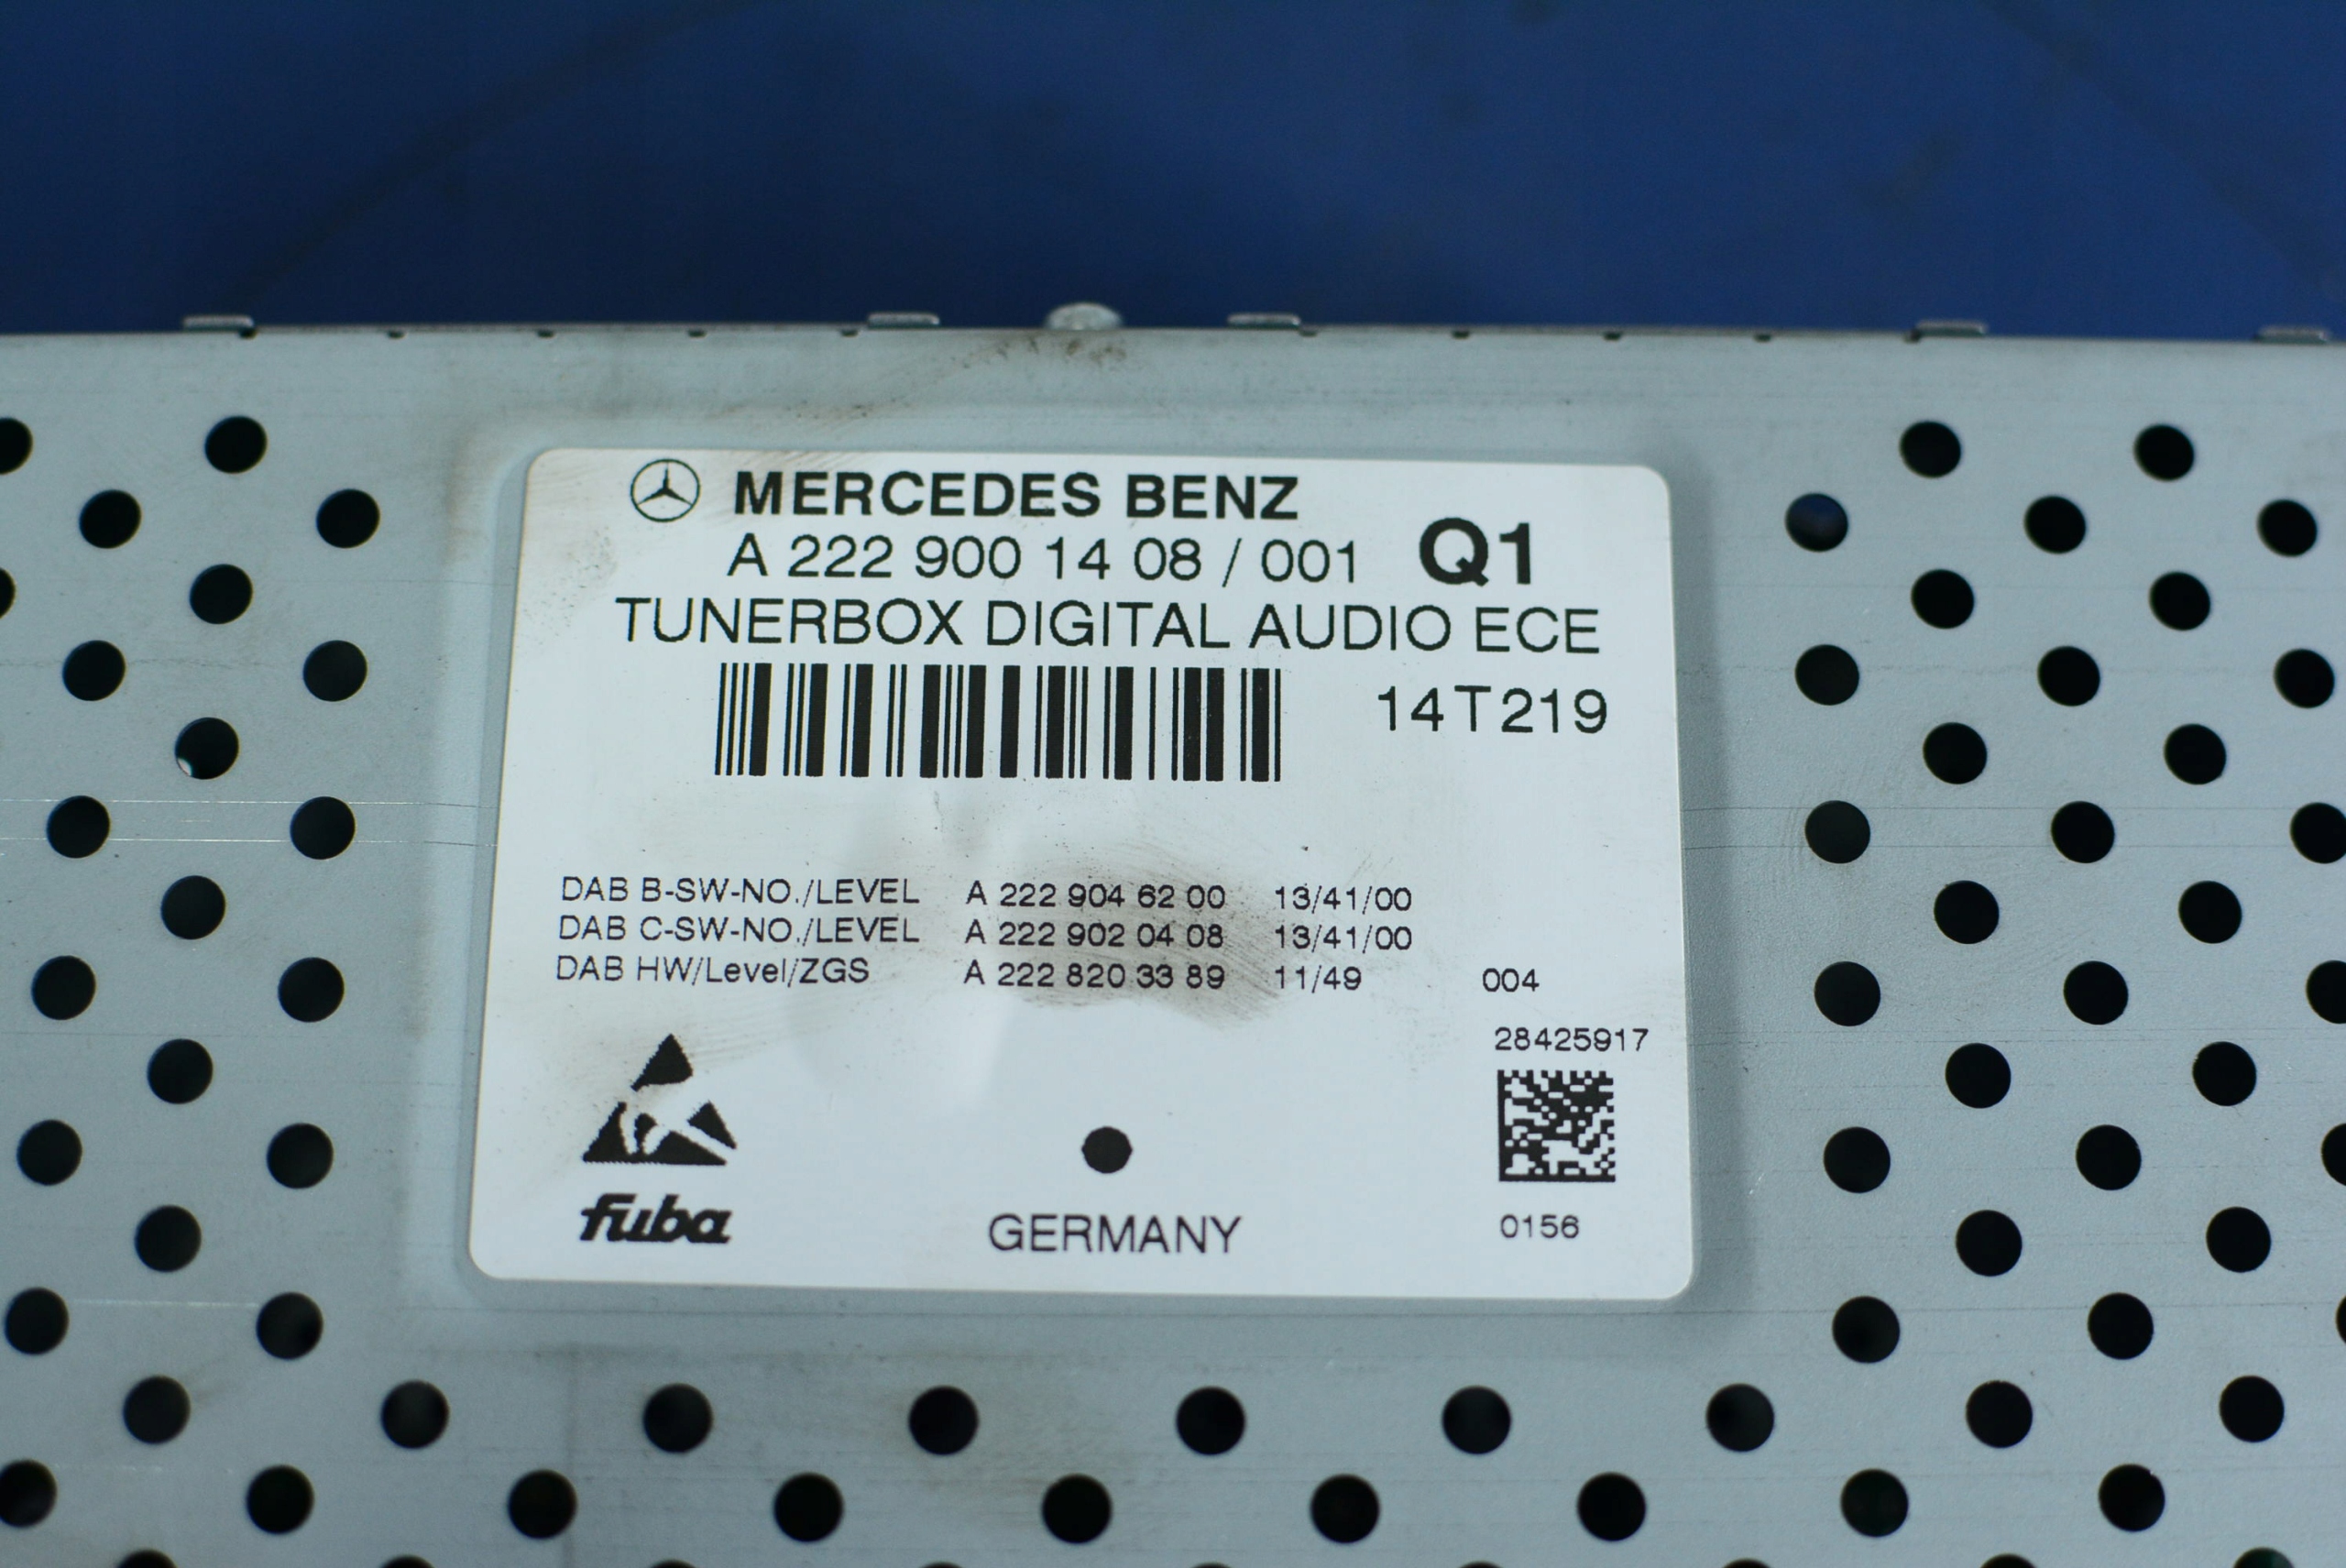 MERCEDES BENZ
A 222 900 14 08 / 001 Q1
TUNERBOX DIGITAL AUDIO ECE
14T219
DAB B-SW-NO./LEVEL A 222 904 62 00 13/41/00
DAB C-SW-NO./LEVEL A 222 902 04 08 13/41/00
DAB HW/Level/ZGS A 222 820 33 89 11/49 004
28425917
fuba
GERMANY
0156